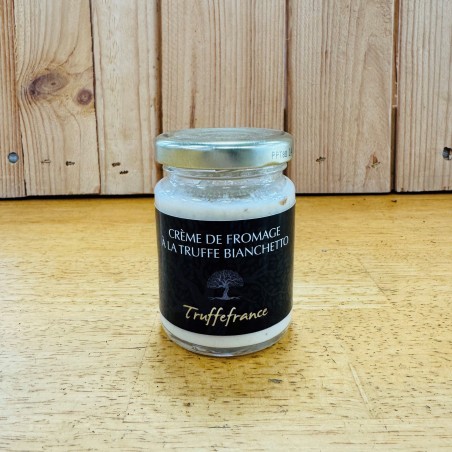 CRÈME DE FROMAGE
À LA TRUFFE BIANCHETTO
Truffefrance